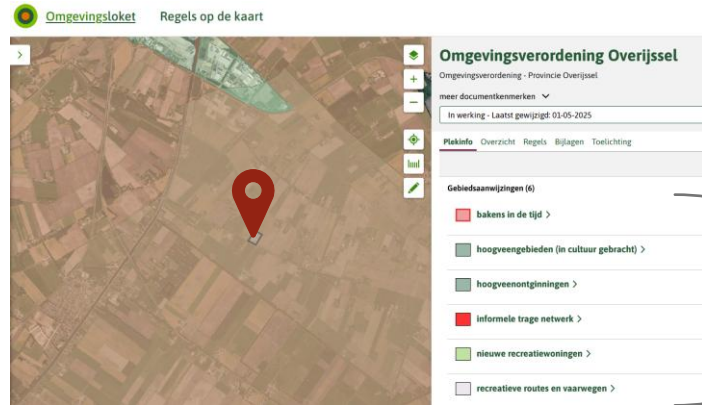 Omgevingsloket Regels op de kaart
Omgevingsverordening Overijssel
Omgevingsverordening - Provincie Overijssel
meer documentkenmerken
In werking - Laatst gewijzigd: 01-05-2025
Plekinfo Overzicht Regels Bijlagen Toelichting
Gebiedsaanwijzingen (6)
bakens in de tijd >
hoogveengebieden (in cultuur gebracht) >
hoogveenontginningen >
informele trage netwerk >
nieuwe recreatiewoningen >
recreatieve routes en vaarwegen >